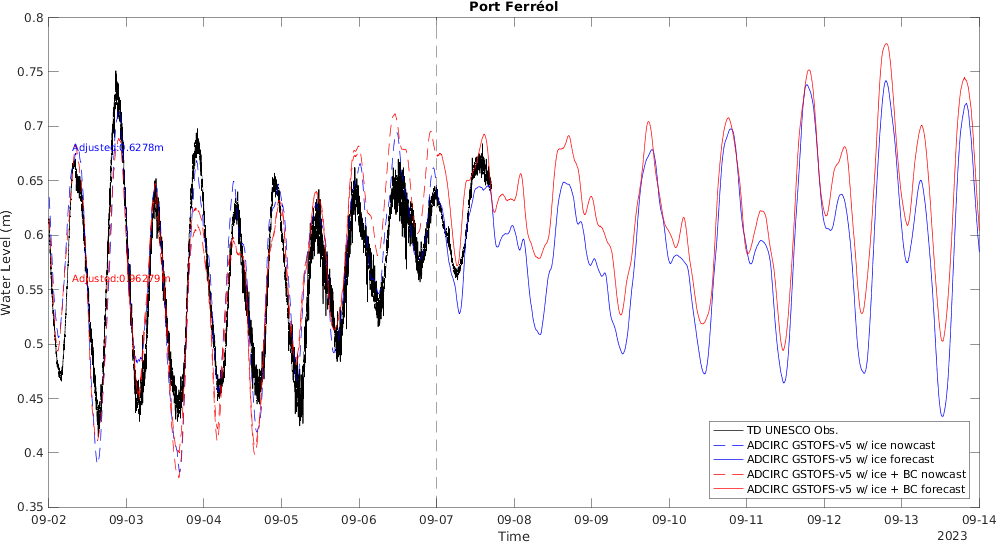 Port Ferréol
0.8
0.75
0.7
0.65
0.6
0.55
0.5
0.45
0.4
0.35
Water Level (m)
Adjusted:0.6278m
Adjusted:0.96279m
TD UNESCO Obs.
ADCIRC GSTOFS-v5 w/ ice nowcast
ADCIRC GSTOFS-v5 w/ ice forecast
ADCIRC GSTOFS-v5 w/ ice + BC nowcast
ADCIRC GSTOFS-v5 w/ ice + BC forecast
09-02 09-03 09-04 09-05 09-06 09-07 09-08 09-09 09-10 09-11 09-12 09-13 09-14
Time
2023